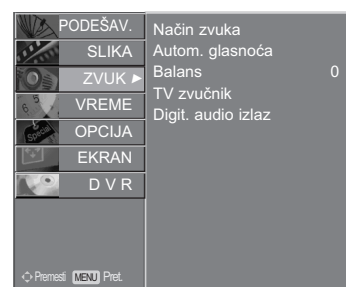 PODEŠAV.
SLIKA
ZVUK ►
VREME
Special
OPCIJA
EKRAN
D V R
Način zvuka
Autom. glasnoća
Balans 0
TV zvučnik
Digit. audio izlaz
Premesti MENU Pret.